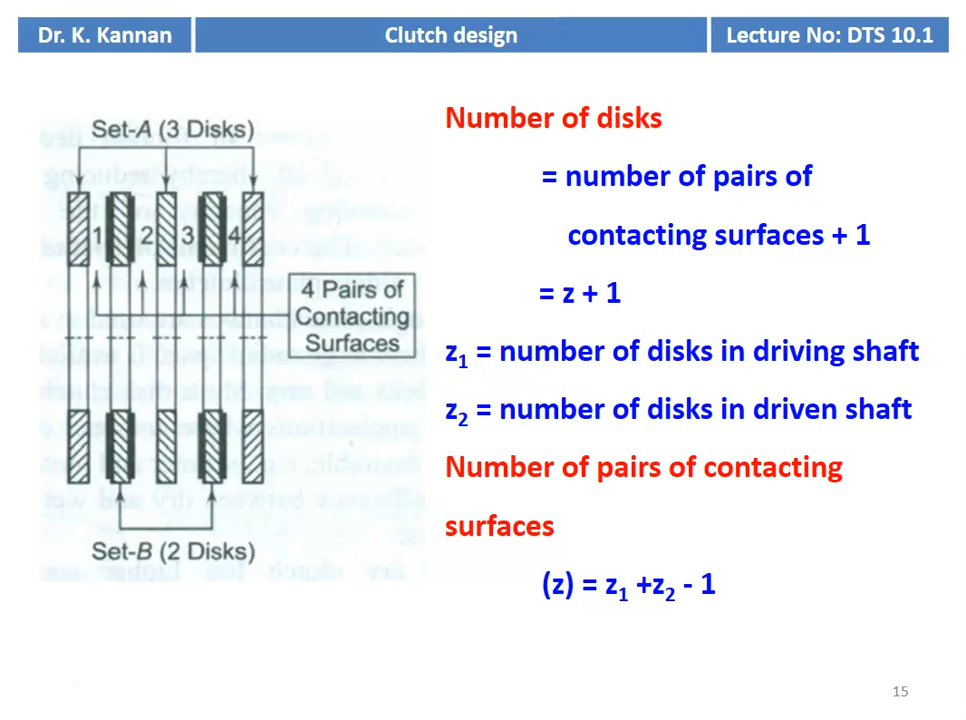 Dr. K. Kannan
Clutch design
Lecture No: DTS 10.1
Set-A (3 Disks)
1 2 3 4
4 Pairs of
Contacting
Surfaces
Set-B (2 Disks)
Number of disks
= number of pairs of
contacting surfaces + 1
= z + 1
z₁ = number of disks in driving shaft
z₂ = number of disks in driven shaft
Number of pairs of contacting
surfaces
(z) = z₁ +z₂ - 1
15